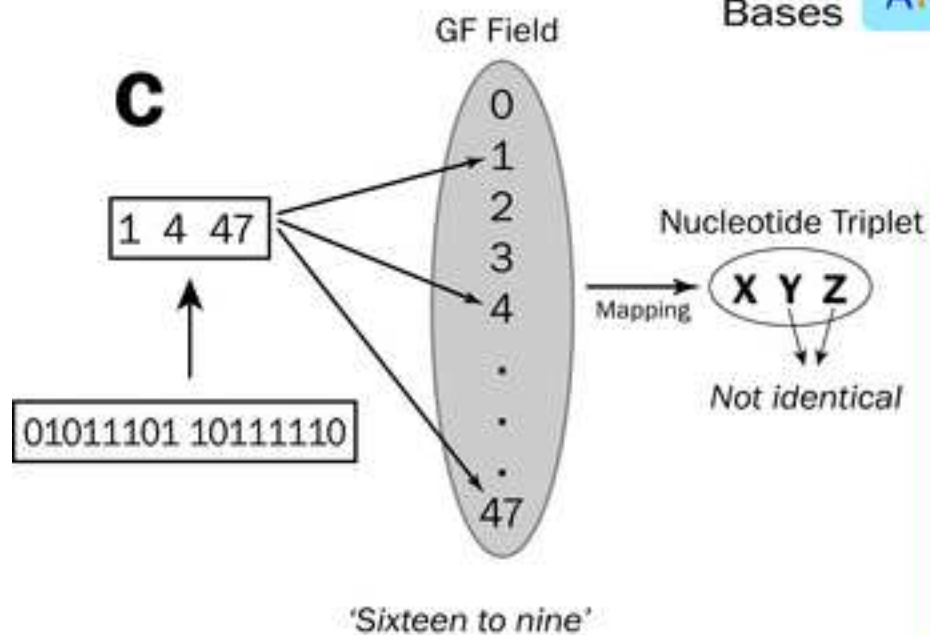 Bases
GF Field
C
0
1
2
3
4
.
.
.
47
1 4 47
01011101 10111110
Mapping
Nucleotide Triplet
X Y Z
Not identical
'Sixteen to nine'